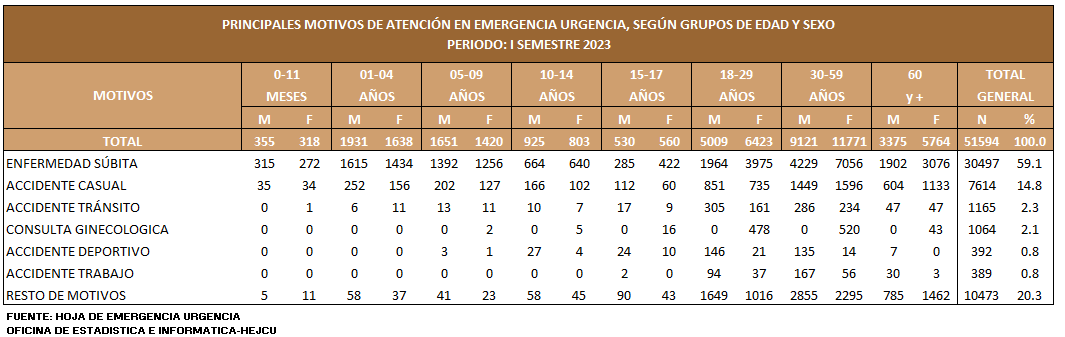 PRINCIPALES MOTIVOS DE ATENCIÓN EN EMERGENCIA URGENCIA, SEGÚN GRUPOS DE EDAD Y SEXO
PERIODO: I SEMESTRE 2023
MOTIVOS 0-11 MESES 01-04 AÑOS 05-09 AÑOS 10-14 AÑOS 15-17 AÑOS 18-29 AÑOS 30-59 AÑOS 60 y + TOTAL GENERAL
M F M F M F M F M F M F M F M F N %
TOTAL 355 318 1931 1638 1651 1420 925 803 530 560 5009 6423 9121 11771 3375 5764 51594 100.0
ENFERMEDAD SÚBITA 315 272 1615 1434 1392 1256 664 640 285 422 1964 3975 4229 7056 1902 3076 30497 59.1
ACCIDENTE CASUAL 35 34 252 156 202 127 166 102 112 60 851 735 1449 1596 604 1133 7614 14.8
ACCIDENTE TRÁNSITO 0 1 6 11 13 11 10 7 17 9 305 161 286 234 47 47 1165 2.3
CONSULTA GINECOLOGICA 0 0 0 0 0 2 0 5 0 16 0 478 0 520 0 43 1064 2.1
ACCIDENTE DEPORTIVO 0 0 0 0 3 1 27 4 24 10 146 21 135 14 7 0 392 0.8
ACCIDENTE TRABAJO 0 0 0 0 0 0 0 0 2 0 94 37 167 56 30 3 389 0.8
RESTO DE MOTIVOS 5 11 58 37 41 23 58 45 90 43 1649 1016 2855 2295 785 1462 10473 20.3
FUENTE: HOJA DE EMERGENCIA URGENCIA
OFICINA DE ESTADISTICA E INFORMATICA-HEJCU